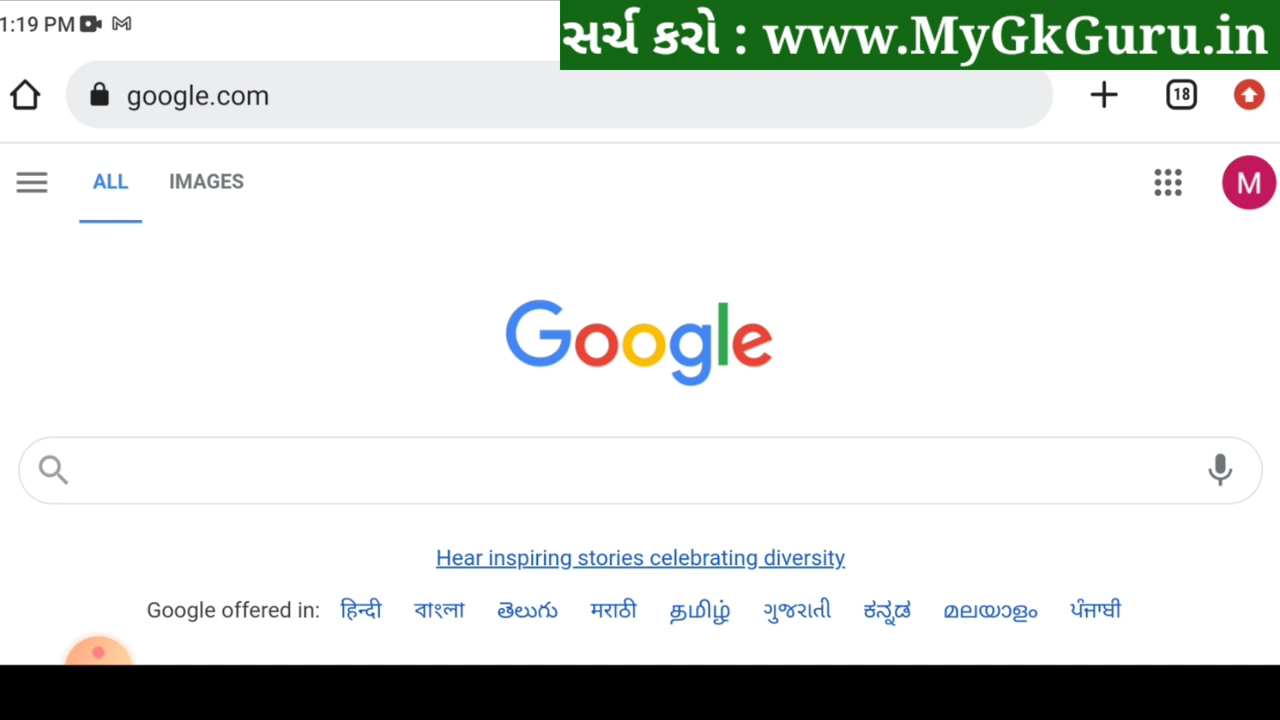 1:19 PM
સર્ચ કરો : www.MyGkGuru.in
google.com
18
ALL IMAGES
M
Google
Hear inspiring stories celebrating diversity
Google offered in: हिन्दी বাংলা తెలుగు मराठी தமிழ் ગુજરાતી ಕನ್ನಡ മലയാളം ਪੰਜਾਬੀ